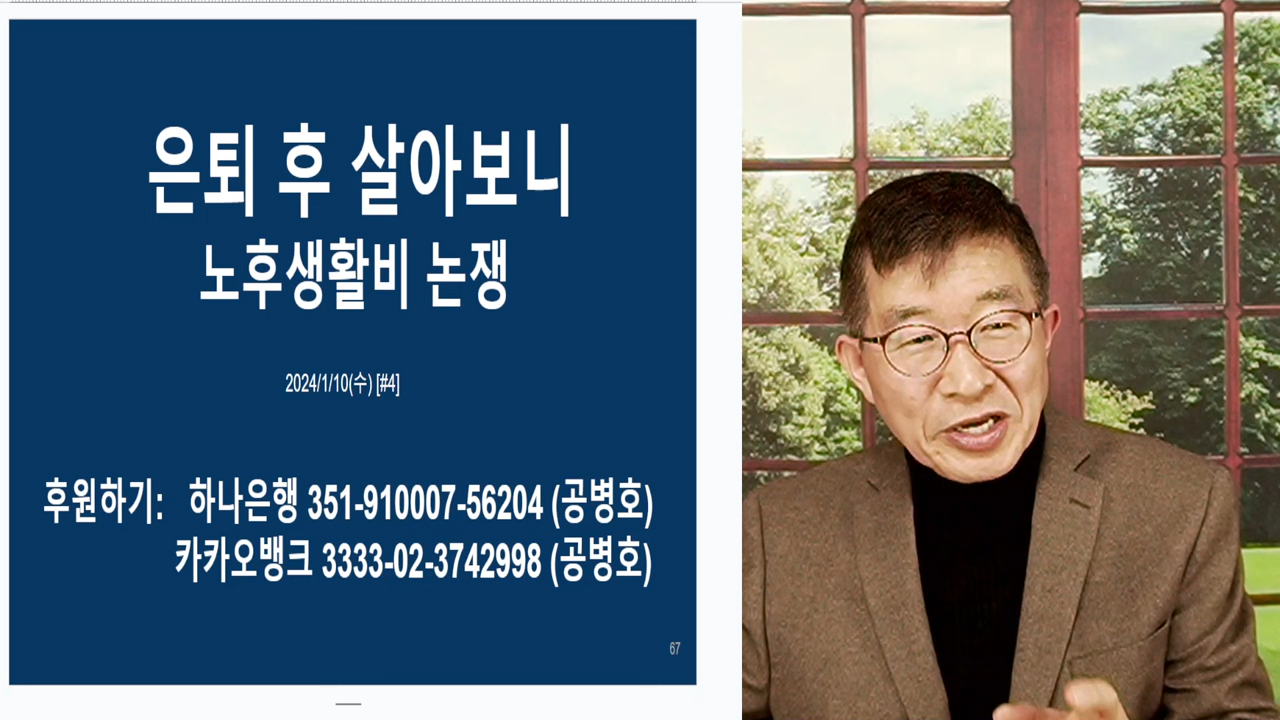 은퇴 후 살아보니
노후생활비 논쟁
2024/1/10(수) [#4]
후원하기: 하나은행 351-910007-56204 (공병호)
카카오뱅크 3333-02-3742998 (공병호)
67